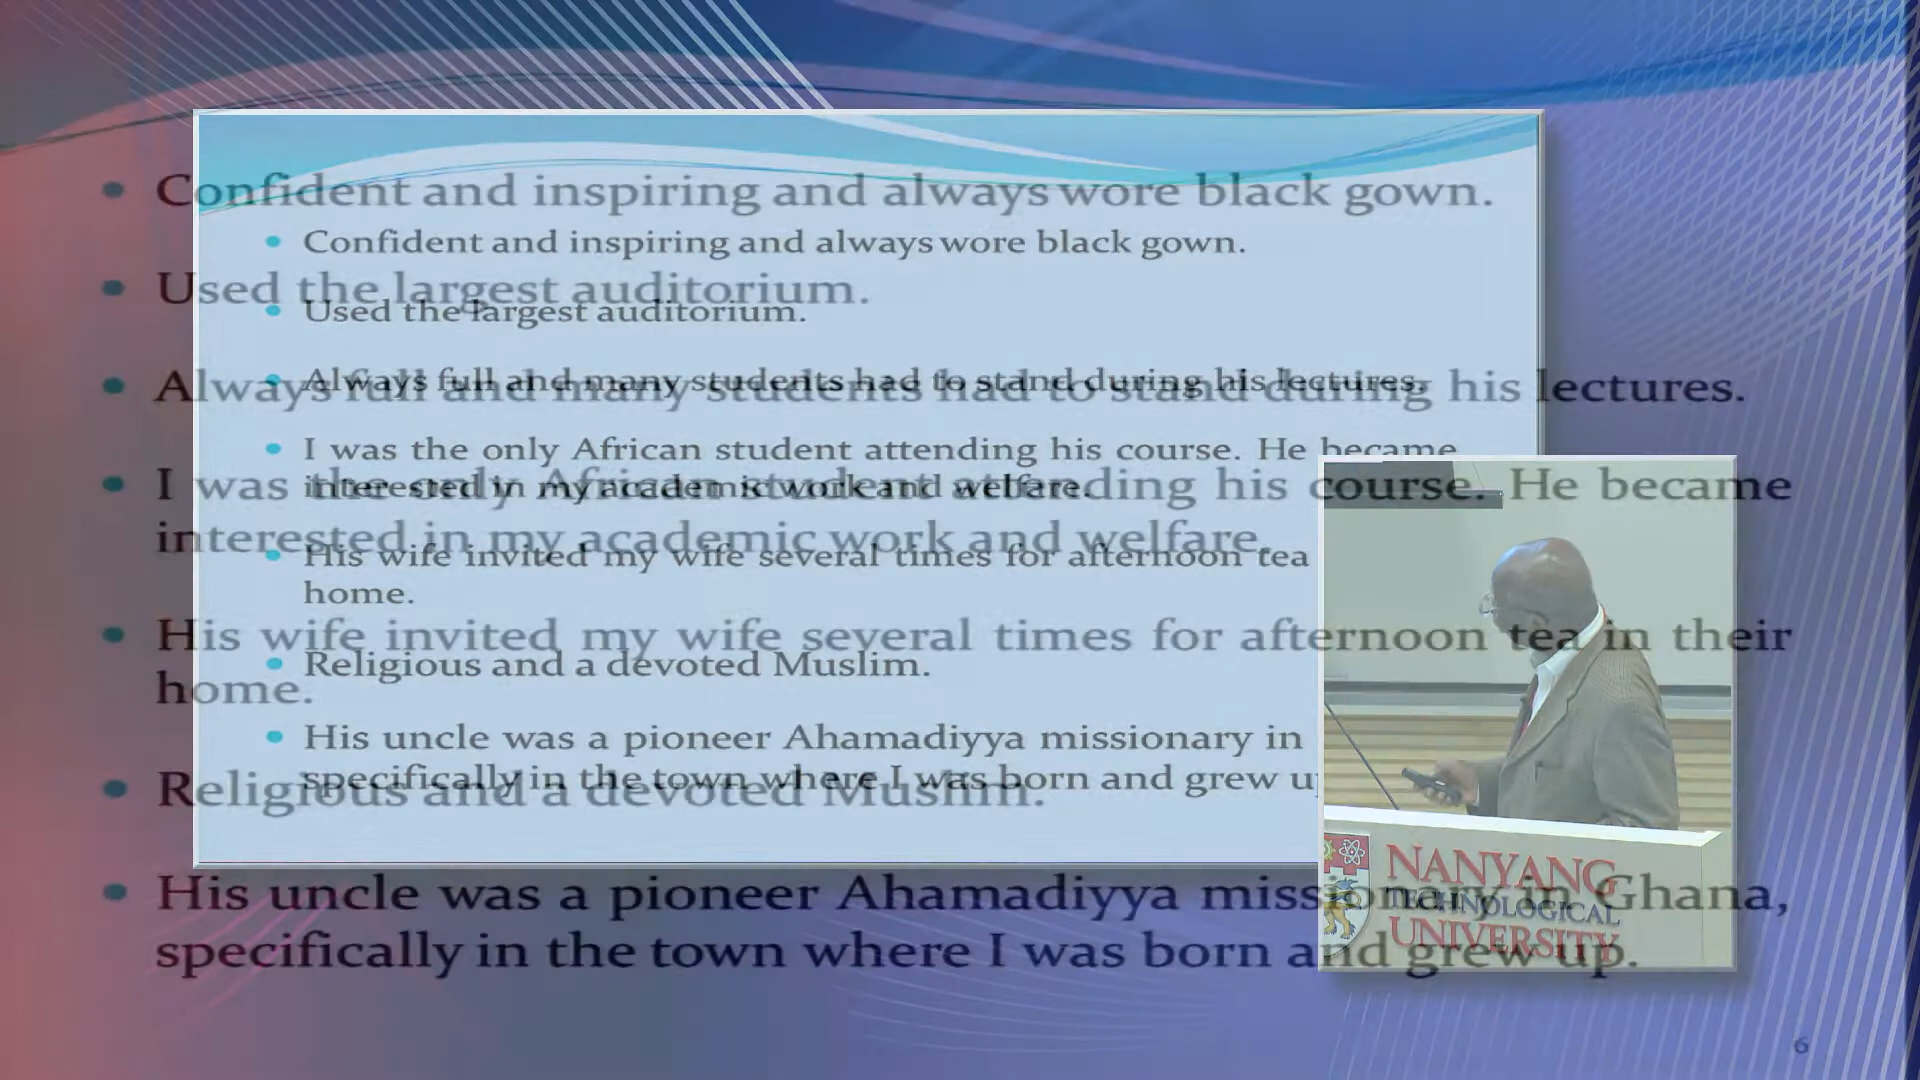 • Confident and inspiring and always wore black gown.
• Used the largest auditorium.
• Always full and many students had to stand during his lectures.
• I was the only African student attending his course. He became
interested in my academic work and welfare.
• His wife invited my wife several times for afternoon tea in their
home.
• Religious and a devoted Muslim.
• His uncle was a pioneer Ahamadiyya missionary in Ghana,
specifically in the town where I was born and grew up.
6
• Confident and inspiring and always wore black gown.
• Used the largest auditorium.
• Always full and many students had to stand during his lectures.
• I was the only African student attending his course. He became
interested in my academic work and welfare.
• His wife invited my wife several times for afternoon tea
home.
• Religious and a devoted Muslim.
• His uncle was a pioneer Ahamadiyya missionary in
specifically in the town where I was born and grew
NANYANG
TECHNOLOGICAL
UNIVERSITY